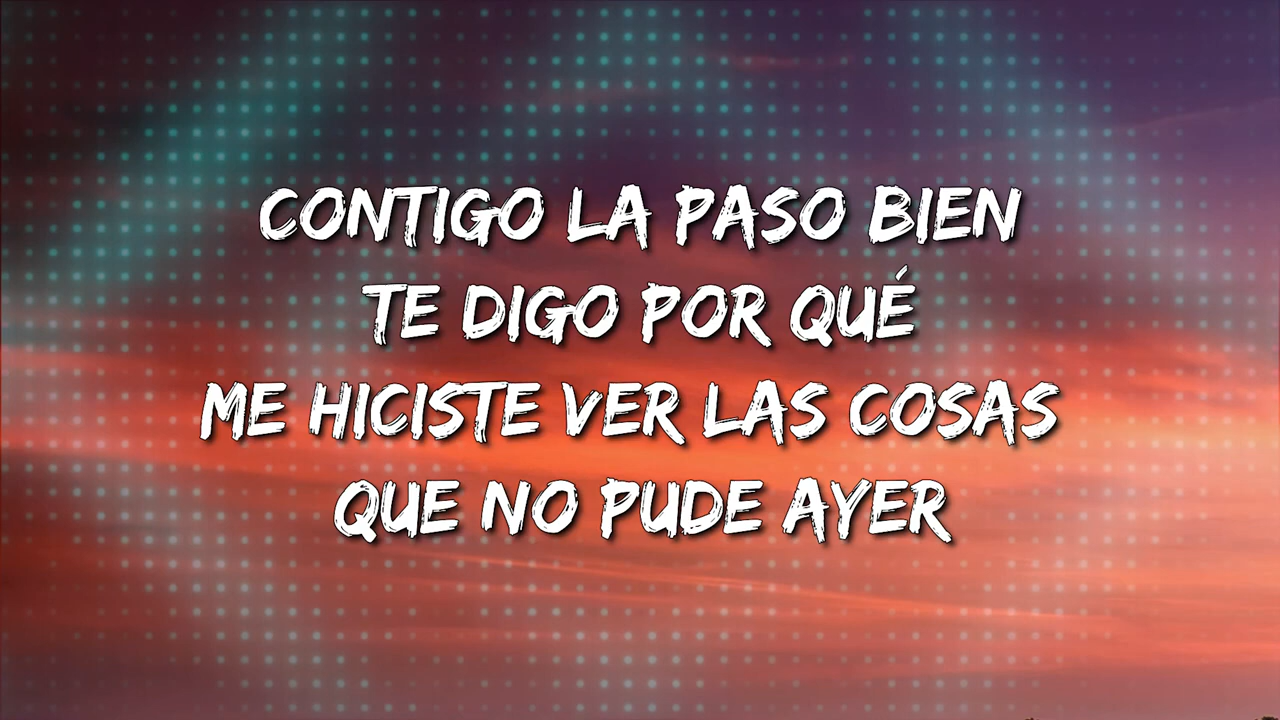 CONTIGO LA PASO BIEN
TE DIGO POR QUÉ
ME HICISTE VER LAS COSAS
QUE NO PUDE AYER